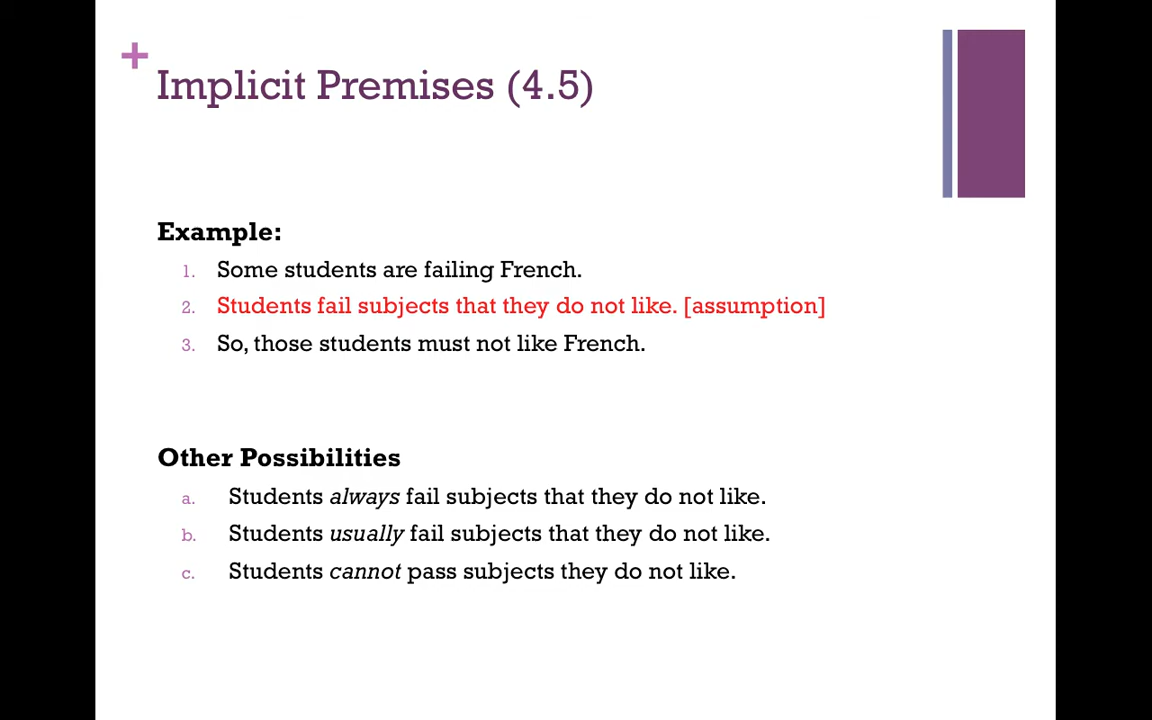 +
Implicit Premises (4.5)
Example:
1. Some students are failing French.
2. Students fail subjects that they do not like. [assumption]
3. So, those students must not like French.
Other Possibilities
a. Students always fail subjects that they do not like.
b. Students usually fail subjects that they do not like.
c. Students cannot pass subjects they do not like.